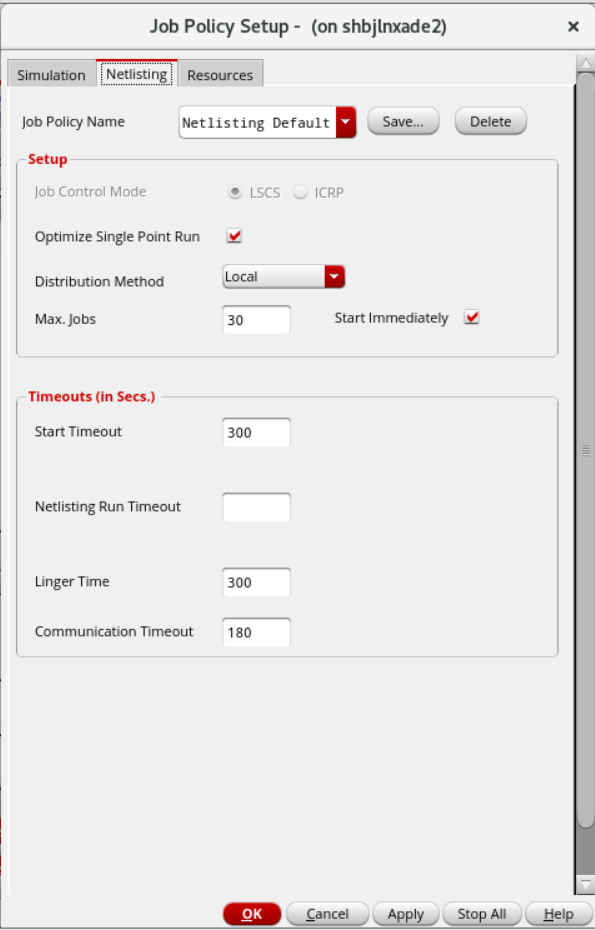 Job Policy Setup -  (on shbjlnxade2)
Simulation Netlisting Resources
Job Policy Name Netlisting Default Save... Delete
Setup
Job Control Mode LSCS ICRP
Optimize Single Point Run
Distribution Method Local
Max. Jobs 30 Start Immediately
Timeouts (in Secs.)
Start Timeout 300
Netlisting Run Timeout
Linger Time 300
Communication Timeout 180
OK Cancel Apply Stop All Help